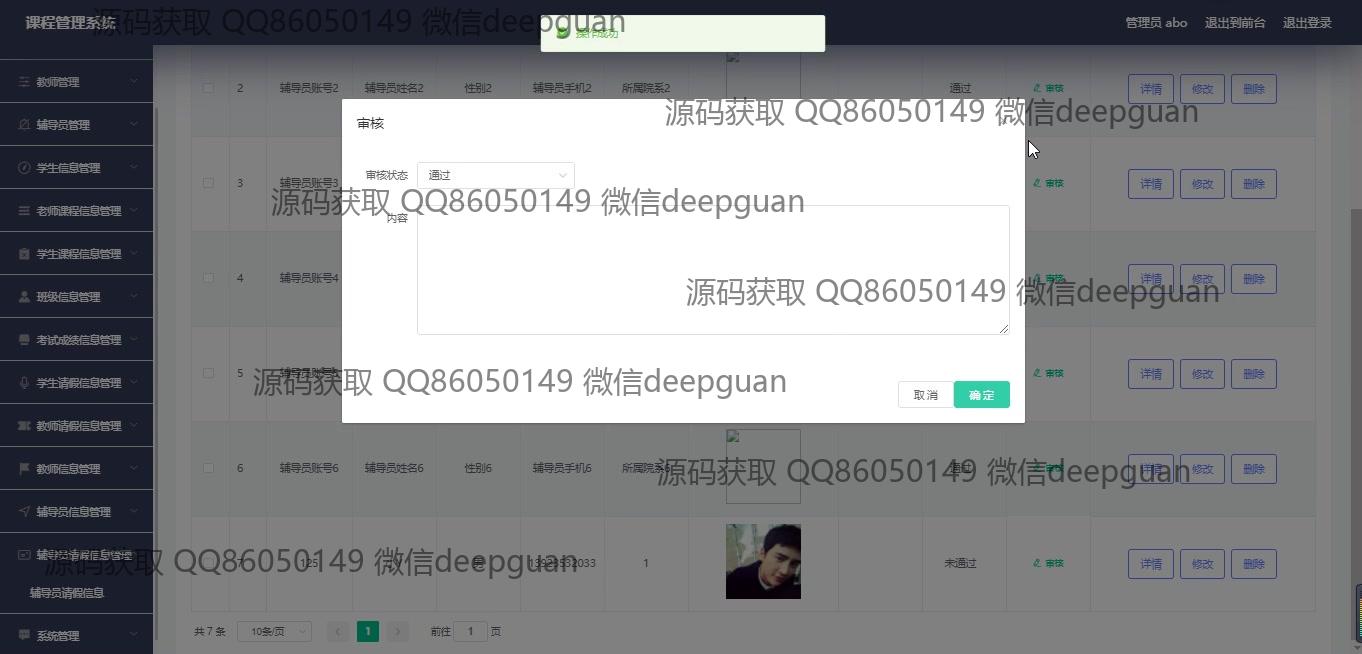 课程管理系统
源码获取 QQ86050149 微信deepguan
操作成功
管理员 abo 退出到前台 退出登录
教师管理
辅导员管理
学生信息管理
老师课程信息管理
学生课程信息管理
班级信息管理
考试成绩信息管理
学生请假信息管理
教师请假信息管理
教师信息管理
辅导员信息管理
辅导员请假信息管理
辅导员请假信息
系统管理
2 辅导员账号2 辅导员姓名2 性别2 辅导员手机2 所属院系2 通过 审核 详情 修改 删除
源码获取 QQ86050149 微信deepguan
审核
审核状态 通过
3 辅导员账号3 审核 详情 修改 删除
源码获取 QQ86050149 微信deepguan
内容
4 辅导员账号4 审核 详情 修改 删除
源码获取 QQ86050149 微信deepguan
5 审核 详情 修改 删除
源码获取 QQ86050149 微信deepguan
取消 确定
6 辅导员账号6 辅导员姓名6 性别6 辅导员手机6 所属院系6 通过 审核 详情 修改 删除
源码获取 QQ86050149 微信deepguan
7 125 13923532033 1 未通过 审核 详情 修改 删除
源码获取 QQ86050149 微信deepguan
共 7 条 10条/页 1 前往 1 页